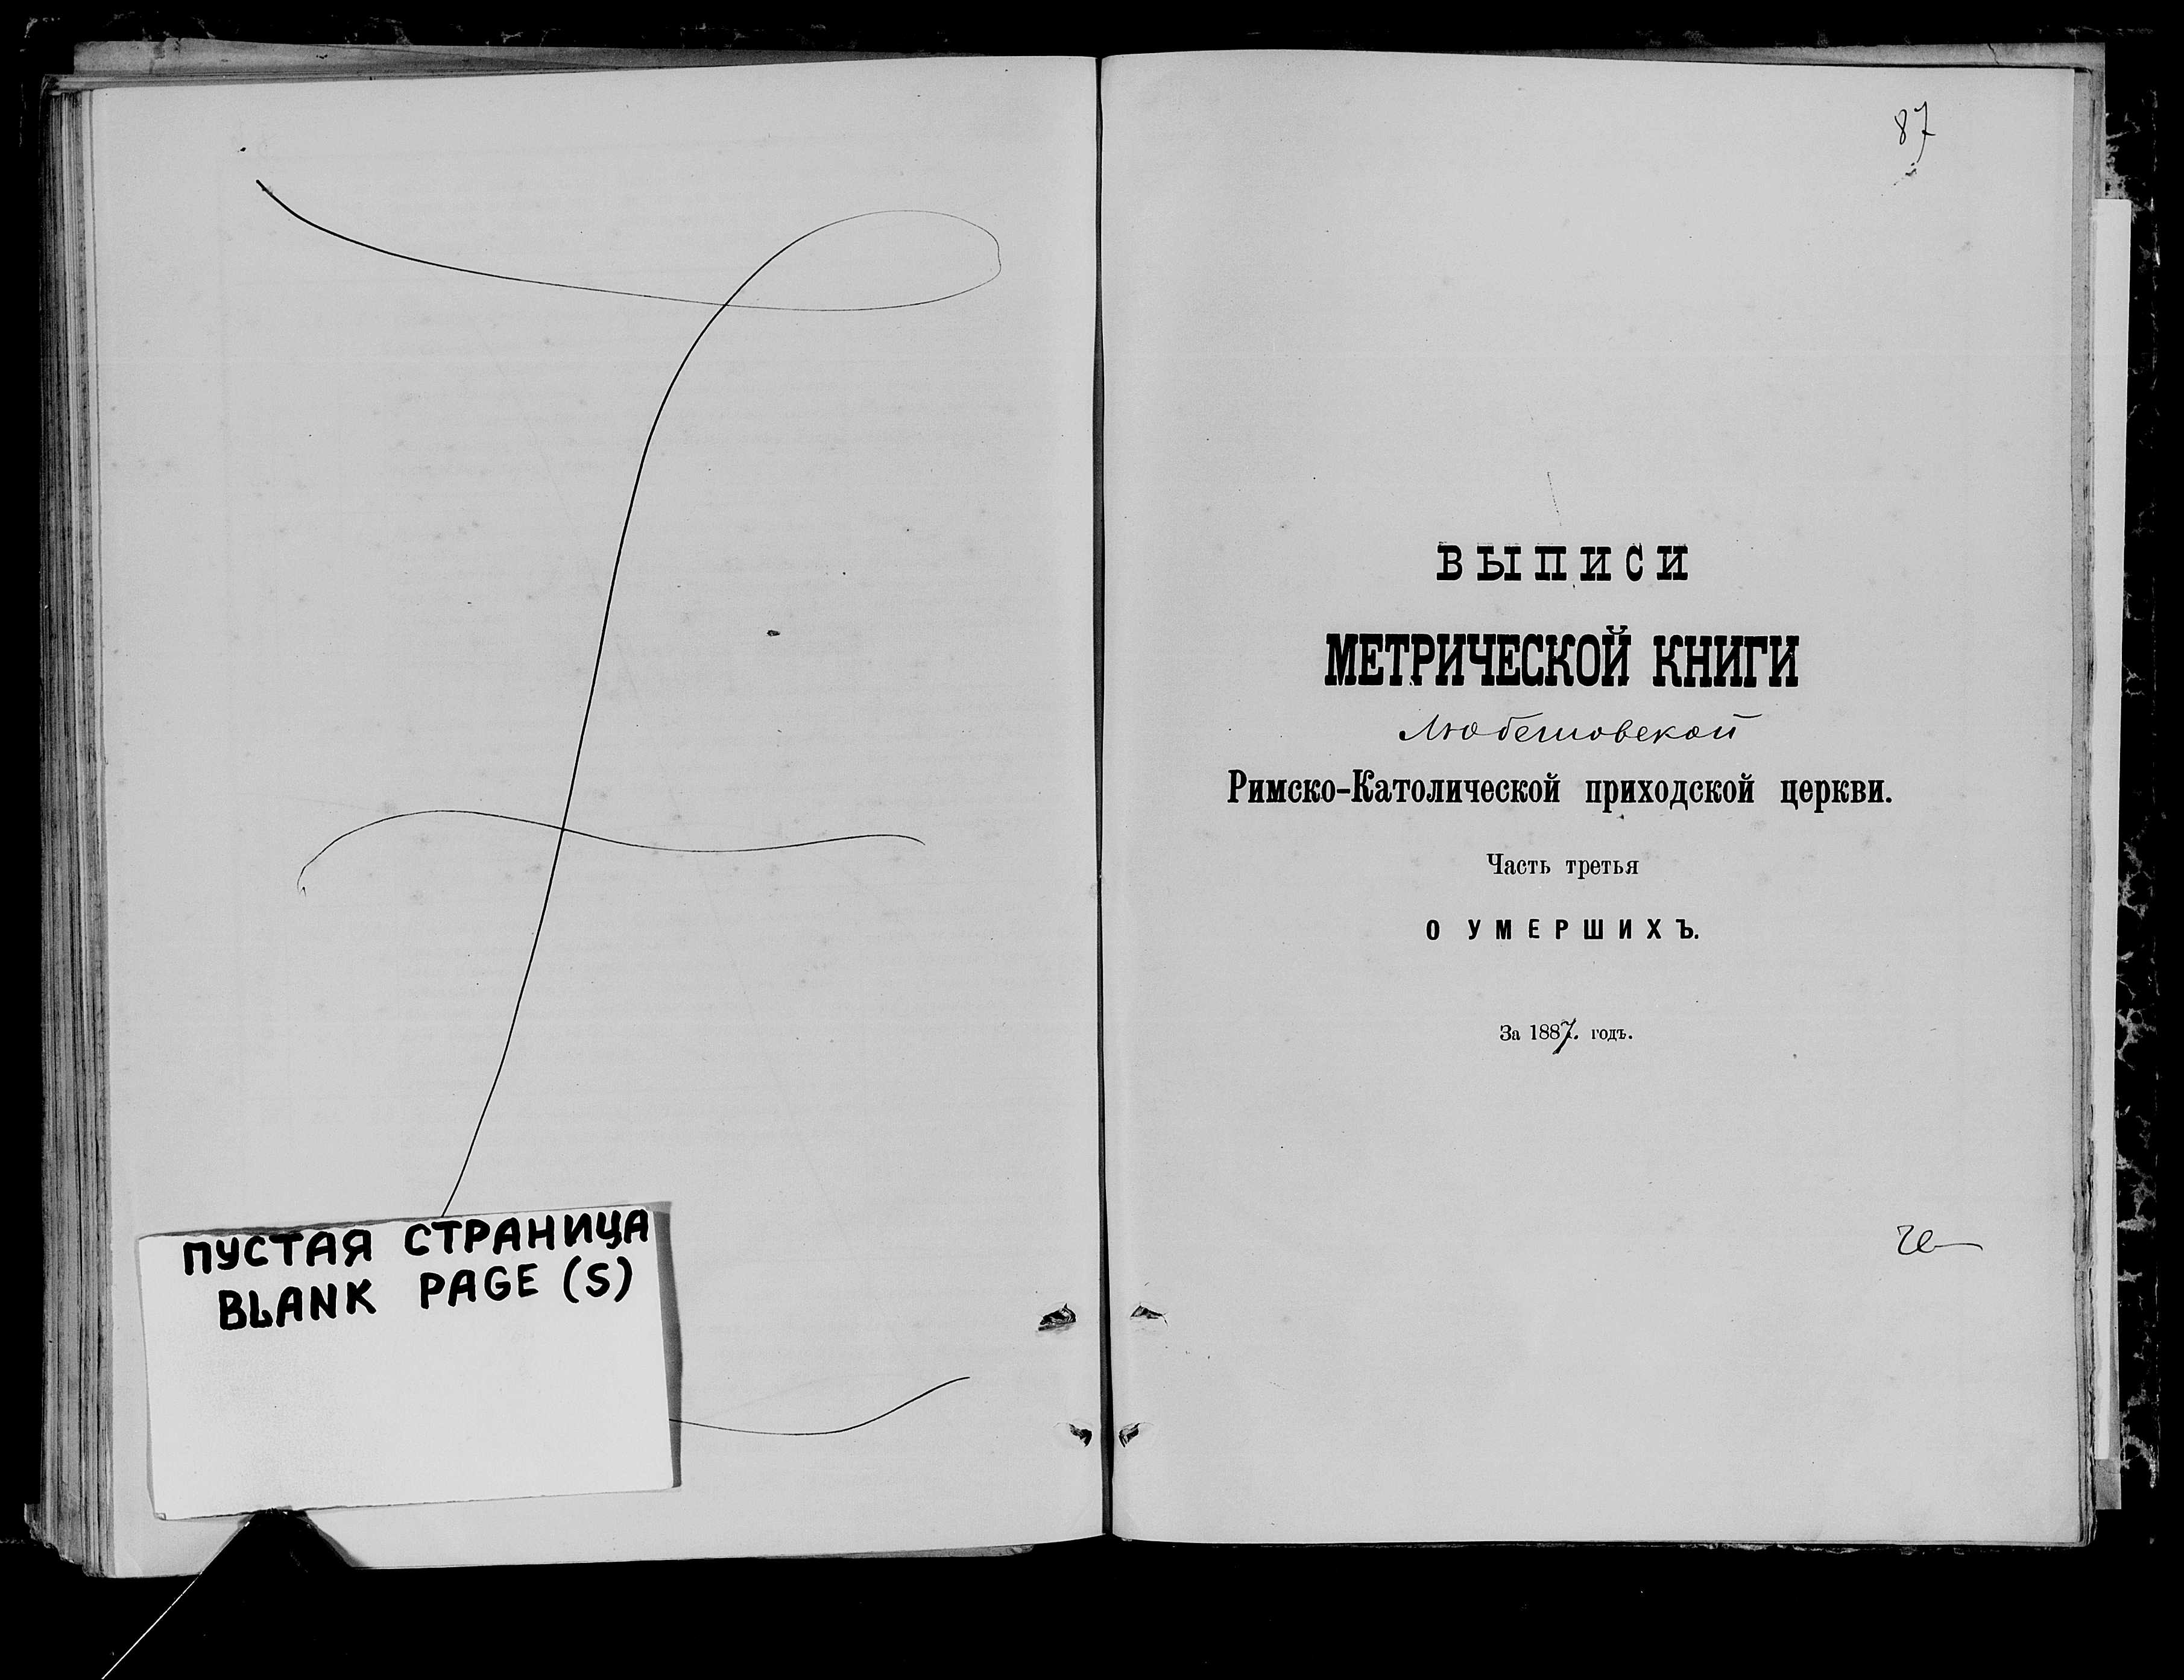 ПУСТАЯ СТРАНИЦА
BLANK PAGE (S)
87
ВЫПИСИ
МЕТРИЧЕСКОЙ КНИГИ
Любешовской
Римско-Католической приходской церкви.
Часть третья
О УМЕРШИХЪ.
За 1887. годъ.